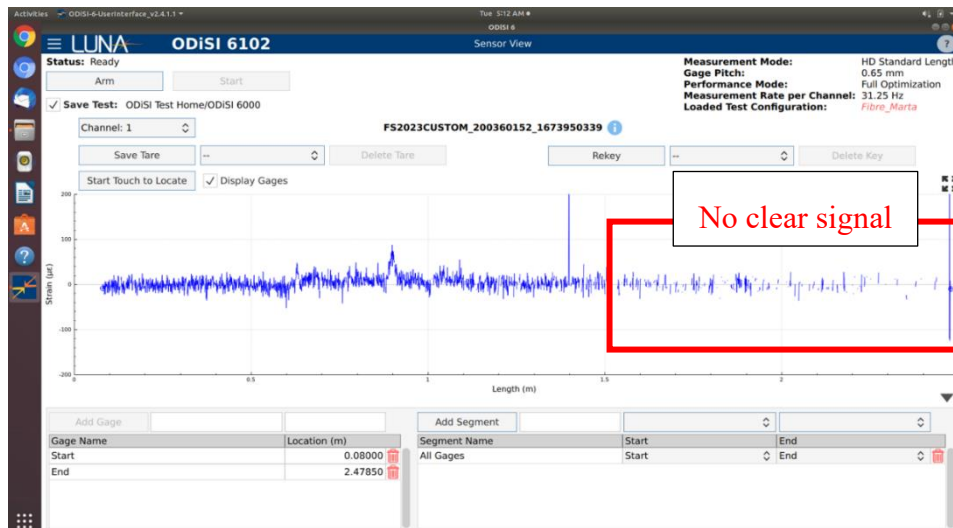 Activities ODiSI-6-UserInterface_v2.4.1.1 Tue 5:12 AM
ODiSI 6
LUNA ODiSI 6102 Sensor View ?
Status: Ready
Measurement Mode: HD Standard Length
Gage Pitch: 0.65 mm
Performance Mode: Full Optimization
Measurement Rate per Channel: 31.25 Hz
Loaded Test Configuration: Fibre_Marta
Arm Start
Save Test: ODiSI Test Home/ODiSI 6000
Channel: 1 FS2023CUSTOM_200360152_1673950339
Save Tare -- Delete Tare Rekey -- Delete Key
Start Touch to Locate Display Gages
No clear signal
200
100
0
-100
-200
Strain (µε)
0 0.5 1 1.5 2
Length (m)
Add Gage Add Segment
Gage Name Location (m) Segment Name Start End
Start 0.08000 All Gages Start End
End 2.47850